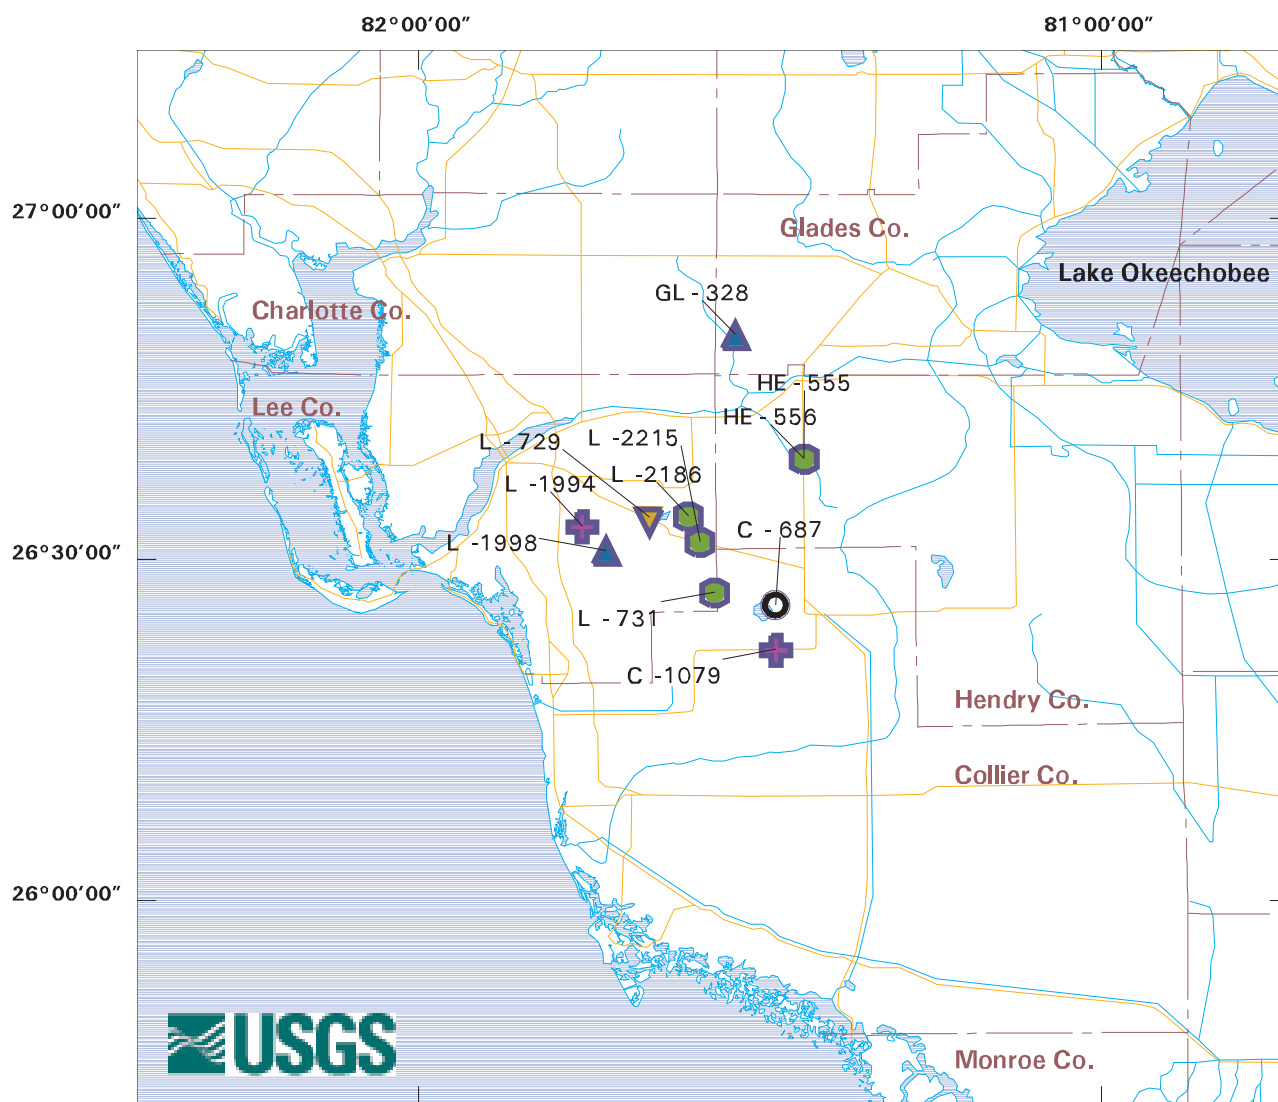 82°00'00" 81°00'00"
27°00'00"
Glades Co.
Lake Okeechobee
GL - 328
Charlotte Co.
HE - 555
Lee Co.
HE - 556
L - 729 L - 2215
L - 2186
L - 1994
C - 687
L - 1998
26°30'00"
L - 731
C - 1079
Hendry Co.
Collier Co.
26°00'00"
USGS
Monroe Co.